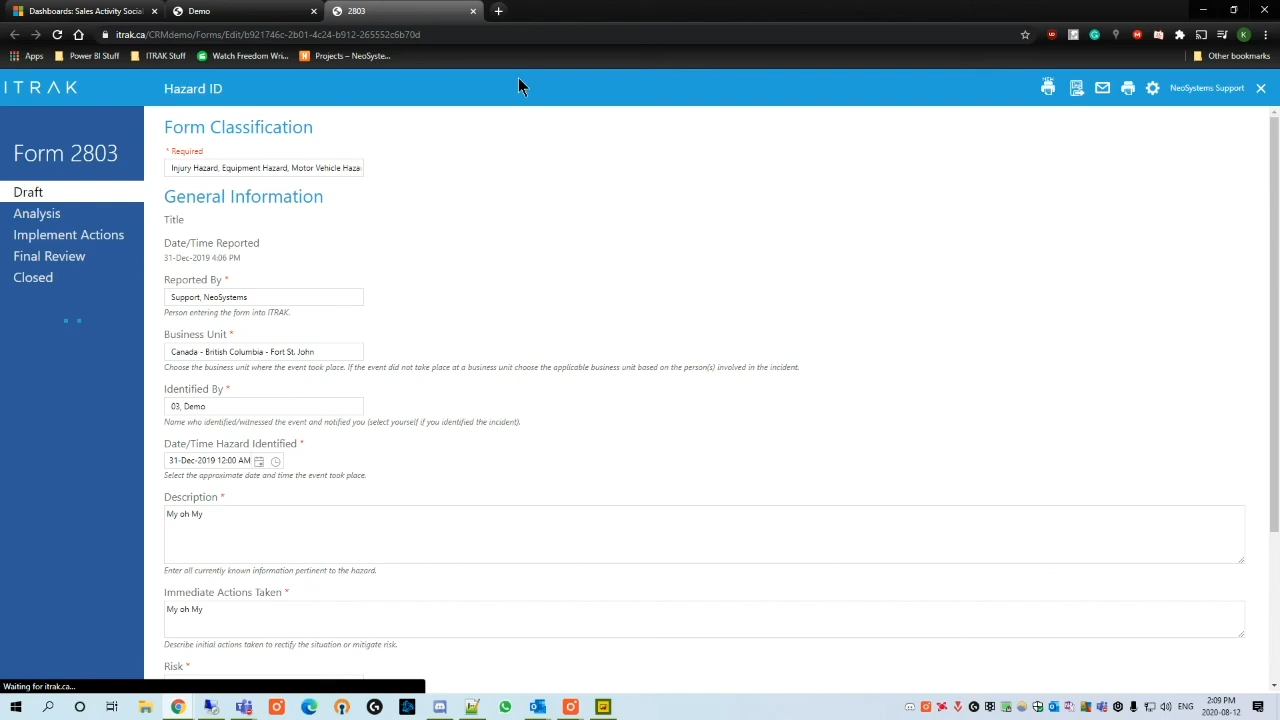 Dashboards: Sales Activity Social
Demo
2803
itrak.ca/CRMdemo/Forms/Edit/b921746c-2b01-4c24-b912-265552c6b70d
Apps
Power BI Stuff
ITRAK Stuff
Watch Freedom Wri...
Projects – NeoSyste...
Other bookmarks
ITRAK
Hazard ID
NeoSystems Support
Form 2803
Draft
Analysis
Implement Actions
Final Review
Closed
Form Classification
* Required
Injury Hazard, Equipment Hazard, Motor Vehicle Haza
General Information
Title
Date/Time Reported
31-Dec-2019 4:06 PM
Reported By *
Support, NeoSystems
Person entering the form into ITRAK.
Business Unit *
Canada - British Columbia - Fort St. John
Choose the business unit where the event took place. If the event did not take place at a business unit choose the applicable business unit based on the person(s) involved in the incident.
Identified By *
03, Demo
Name who identified/witnessed the event and notified you (select yourself if you identified the incident).
Date/Time Hazard Identified *
31-Dec-2019 12:00 AM
Select the approximate date and time the event took place.
Description *
My oh My
Enter all currently known information pertinent to the hazard.
Immediate Actions Taken *
My oh My
Describe initial actions taken to rectify the situation or mitigate risk.
Risk *
Waiting for itrak.ca...
2:09 PM
2020-08-12